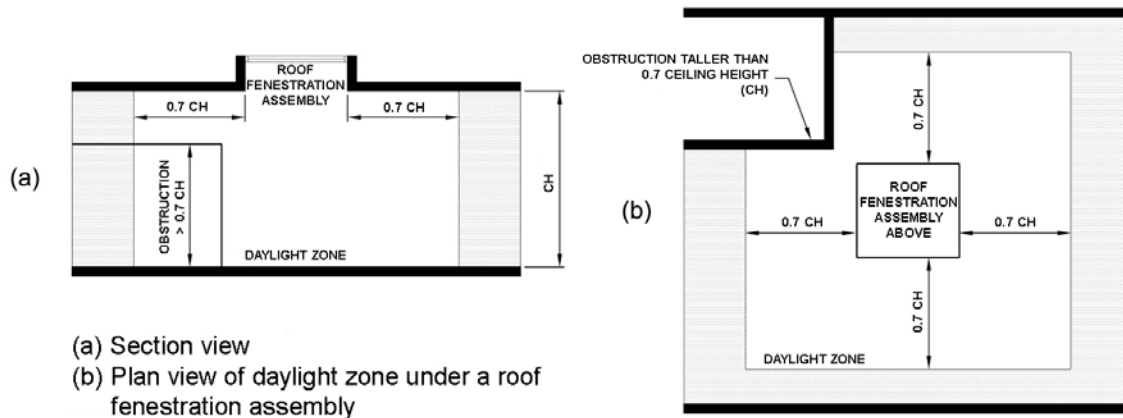 ROOF
FENESTRATION
ASSEMBLY
0.7 CH
0.7 CH
(a)
OBSTRUCTION
> 0.7 CH
CH
DAYLIGHT ZONE
(a) Section view
(b) Plan view of daylight zone under a roof
fenestration assembly
OBSTRUCTION TALLER THAN
0.7 CEILING HEIGHT
(CH)
0.7 CH
(b)
ROOF
FENESTRATION
ASSEMBLY
ABOVE
0.7 CH
0.7 CH
0.7 CH
DAYLIGHT ZONE